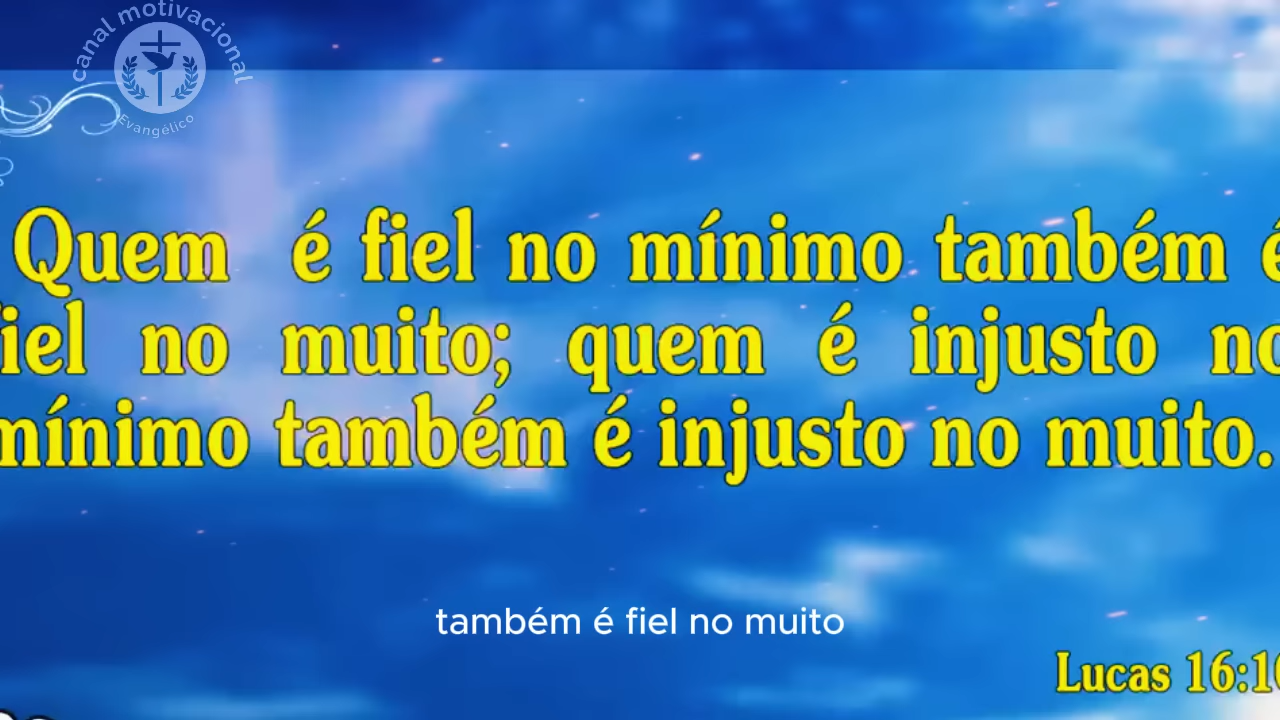 canal motivacional
Evangélico
Quem é fiel no mínimo também é
fiel no muito; quem é injusto no
mínimo também é injusto no muito.
também é fiel no muito
Lucas 16:10